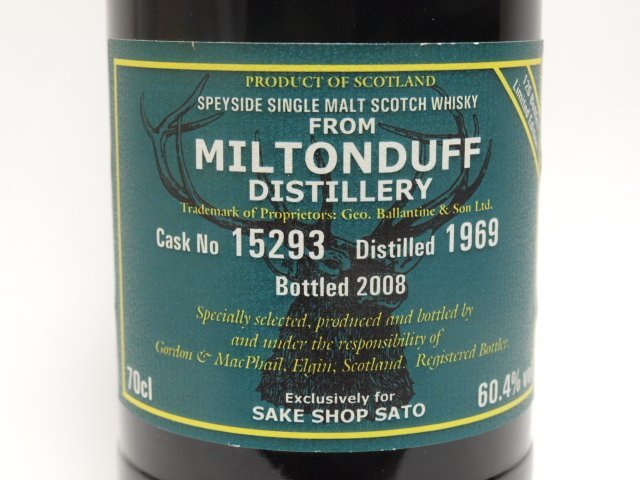 PRODUCT OF SCOTLAND
SPEYSIDE SINGLE MALT SCOTCH WHISKY
FROM
MILTONDUFF
DISTILLERY
Trademark of Proprietors: Geo. Ballantine & Son Ltd.
Cask No 15293 Distilled 1969
Bottled 2008
Specially selected, produced and bottled by
and under the responsibility of
Gordon & MacPhail, Elgin, Scotland. Registered Bottler.
70cl
60.4%
Exclusively for
SAKE SHOP SATO
Limited